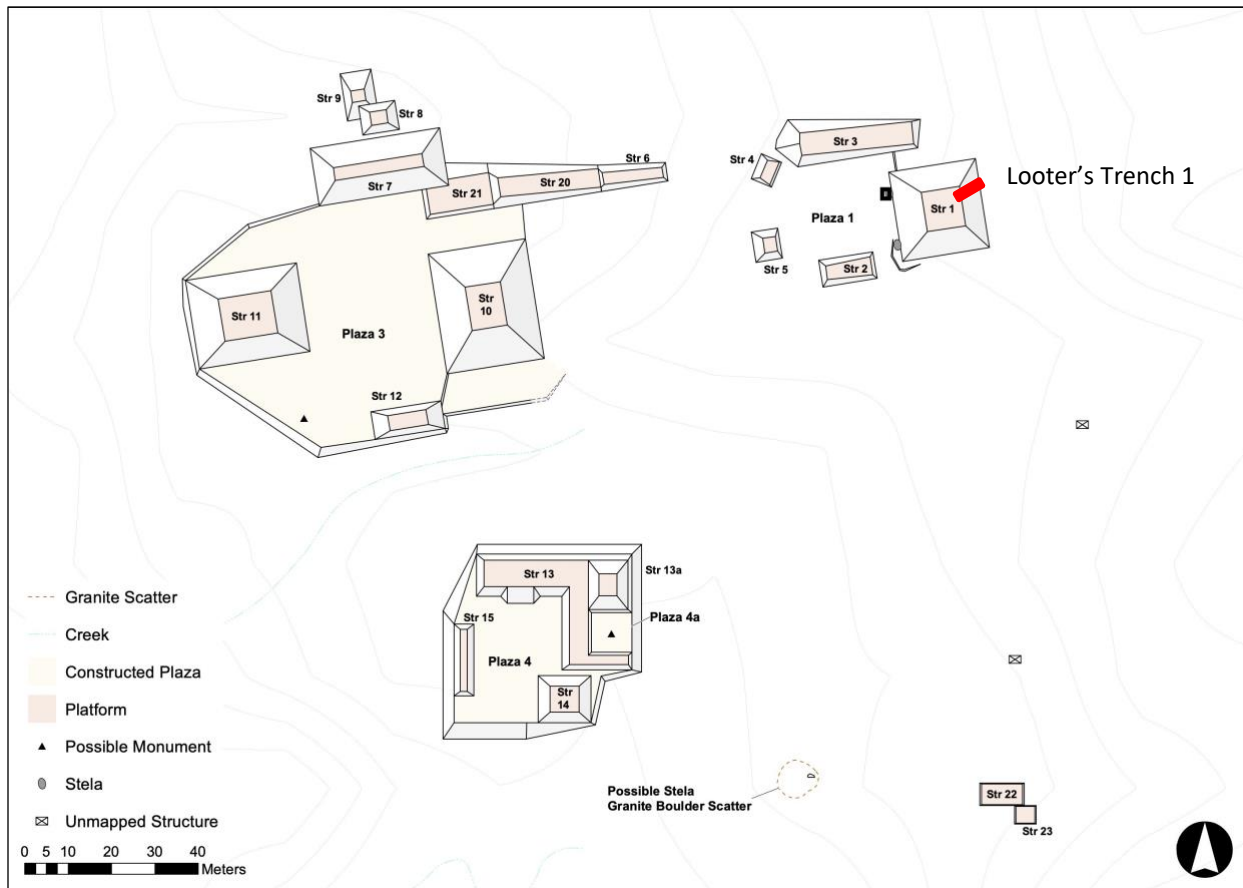 Str 9
Str 8
Str 7
Str 21
Str 20
Str 6
Str 3
Str 4
Looter’s Trench 1
Str 1
Plaza 1
Str 5
Str 2
Str 11
Str
10
Plaza 3
Str 12
Str 13
Str 13a
Str 15
Plaza 4a
Plaza 4
Str
14
Possible Stela
Granite Boulder Scatter
Str 22
Str 23
Granite Scatter
Creek
Constructed Plaza
Platform
Possible Monument
Stela
Unmapped Structure
0 5 10 20 30 40
Meters